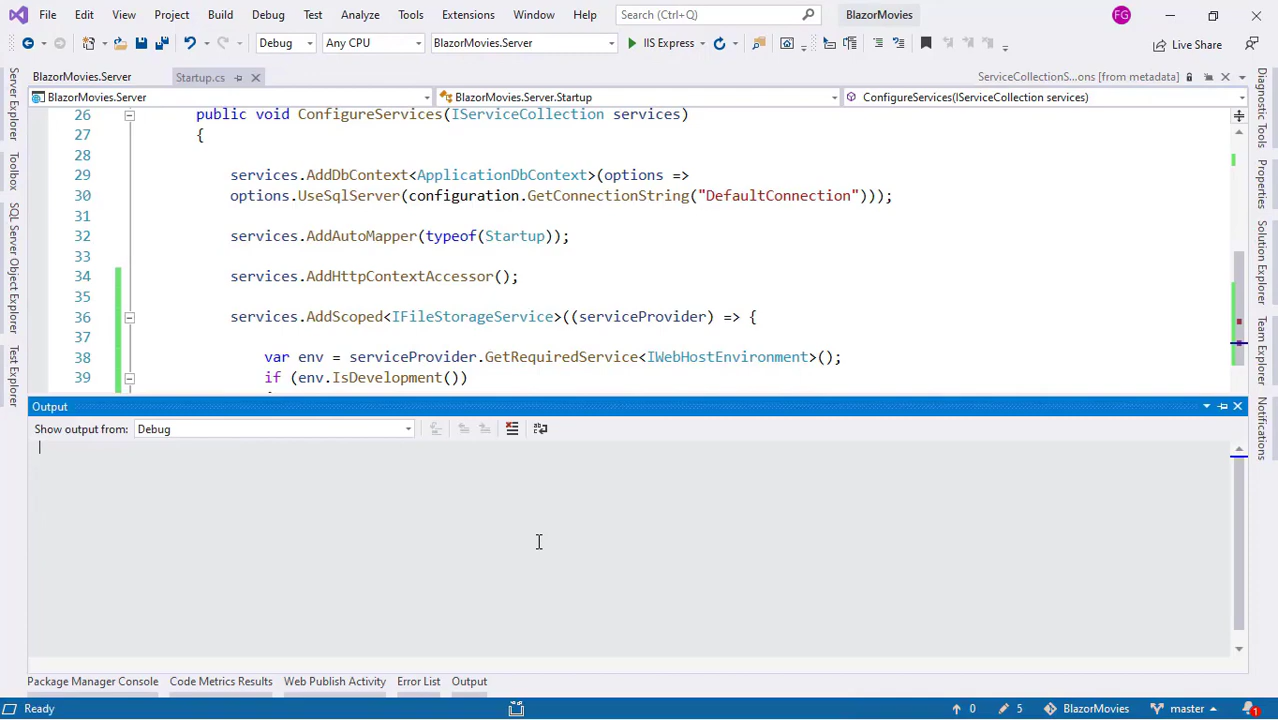 File Edit View Project Build Debug Test Analyze Tools Extensions Window Help Search (Ctrl+Q) BlazorMovies FG
Debug Any CPU BlazorMovies.Server IIS Express Live Share
BlazorMovies.Server Startup.cs ServiceCollectionS...ons [from metadata]
BlazorMovies.Server BlazorMovies.Server.Startup ConfigureServices(IServiceCollection services)
Server Explorer
Toolbox
SQL Server Object Explorer
Test Explorer
26 public void ConfigureServices(IServiceCollection services)
27 {
28
29 services.AddDbContext<ApplicationDbContext>(options =>
30 options.UseSqlServer(configuration.GetConnectionString("DefaultConnection")));
31
32 services.AddAutoMapper(typeof(Startup));
33
34 services.AddHttpContextAccessor();
35
36 services.AddScoped<IFileStorageService>((serviceProvider) => {
37
38 var env = serviceProvider.GetRequiredService<IWebHostEnvironment>();
39 if (env.IsDevelopment())
Diagnostic Tools
Properties
Solution Explorer
Team Explorer
Notifications
Output
Show output from: Debug
Package Manager Console Code Metrics Results Web Publish Activity Error List Output
Ready 0 5 BlazorMovies master 1